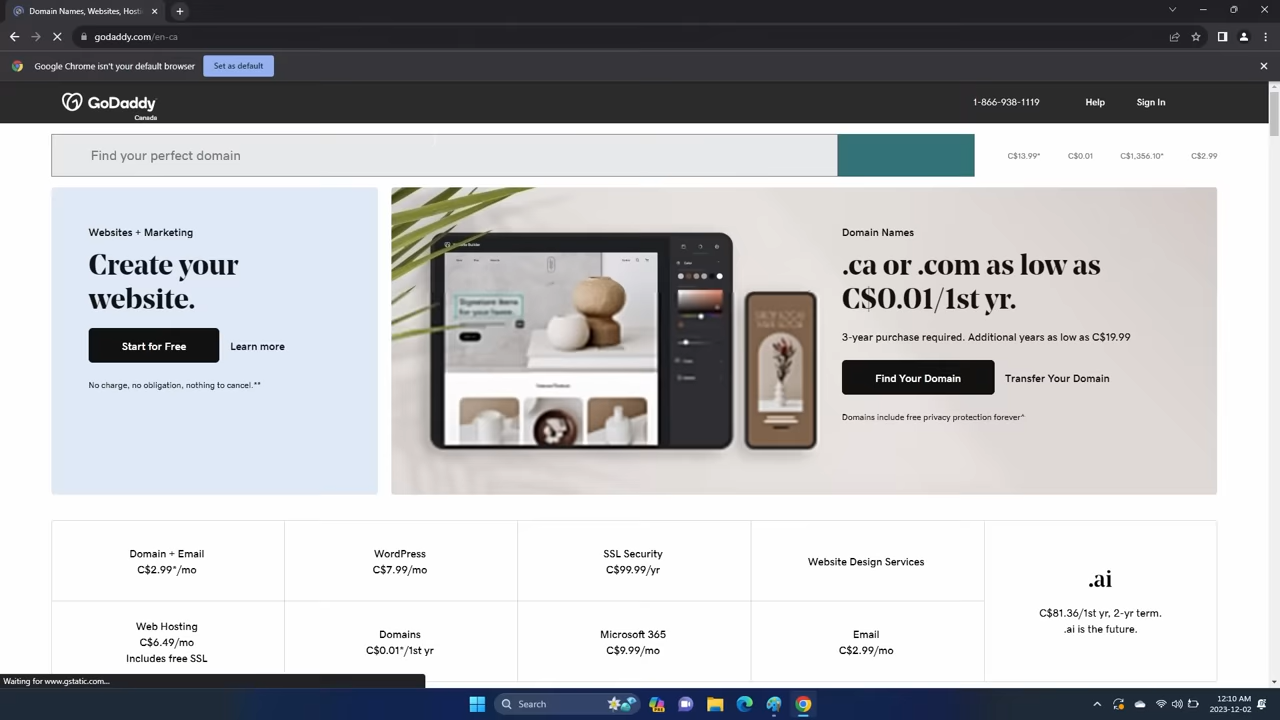 Domain Names, Websites, Hosti
godaddy.com/en-ca
Google Chrome isn't your default browser
Set as default
GoDaddy
Canada
1-866-938-1119
Help
Sign In
Find your perfect domain
C$13.99*
C$0.01
C$1,356.10*
C$2.99
Websites + Marketing
Create your
website.
Start for Free
Learn more
No charge, no obligation, nothing to cancel.**
Signature items
for your home.
Domain Names
.ca or .com as low as
C$0.01/1st yr.
3-year purchase required. Additional years as low as C$19.99
Find Your Domain
Transfer Your Domain
Domains include free privacy protection forever^
Domain + Email
C$2.99*/mo
WordPress
C$7.99/mo
SSL Security
C$99.99/yr
Website Design Services
.ai
C$81.36/1st yr, 2-yr term.
.ai is the future.
Web Hosting
C$6.49/mo
Includes free SSL
Domains
C$0.01*/1st yr
Microsoft 365
C$9.99/mo
Email
C$2.99/mo
Waiting for www.gstatic.com...
Search
12:10 AM
2023-12-02